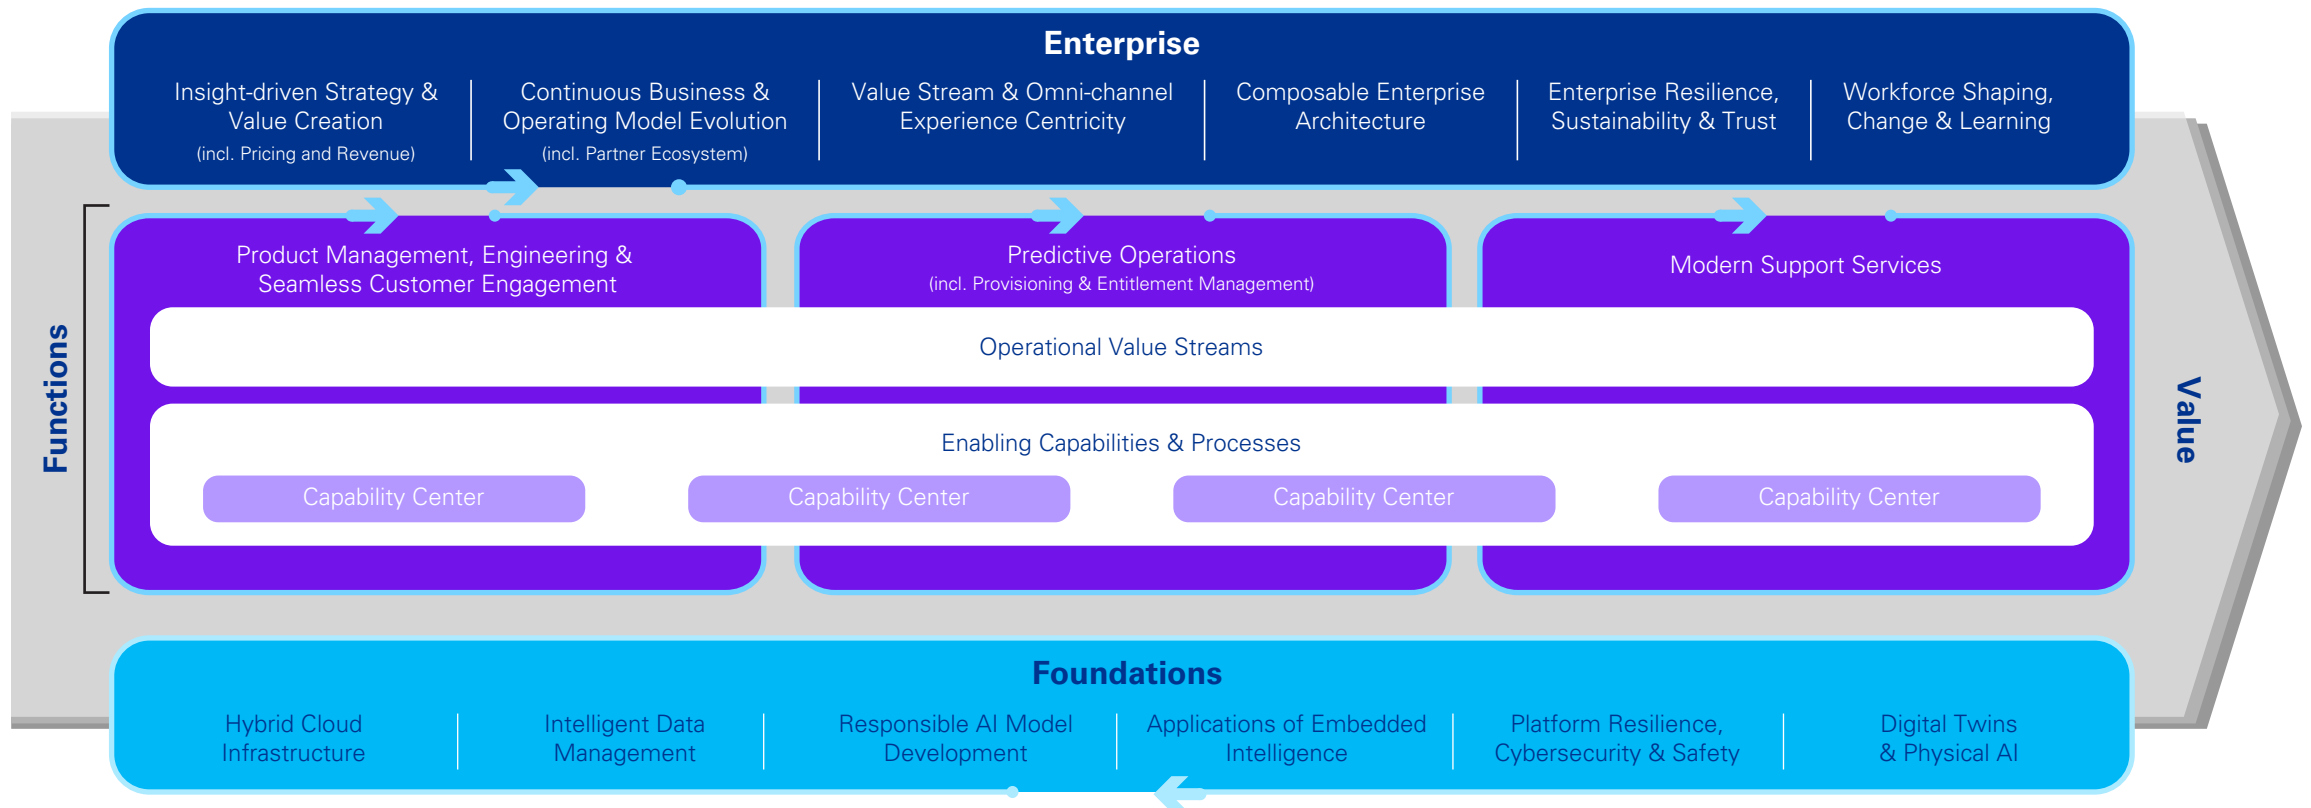 Enterprise
Insight-driven Strategy &
Value Creation
(incl. Pricing and Revenue)
Continuous Business &
Operating Model Evolution
(incl. Partner Ecosystem)
Value Stream & Omni-channel
Experience Centricity
Composable Enterprise
Architecture
Enterprise Resilience,
Sustainability & Trust
Workforce Shaping,
Change & Learning
Functions
Product Management, Engineering &
Seamless Customer Engagement
Predictive Operations
(incl. Provisioning & Entitlement Management)
Modern Support Services
Operational Value Streams
Enabling Capabilities & Processes
Capability Center
Capability Center
Capability Center
Capability Center
Value
Foundations
Hybrid Cloud
Infrastructure
Intelligent Data
Management
Responsible AI Model
Development
Applications of Embedded
Intelligence
Platform Resilience,
Cybersecurity & Safety
Digital Twins
& Physical AI